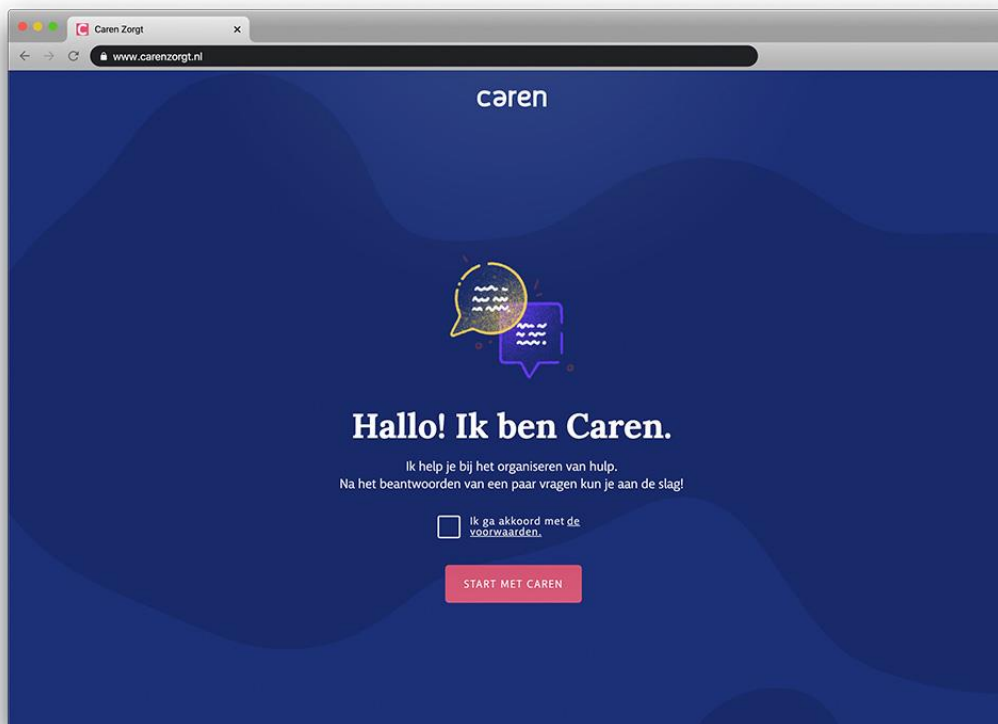 Caren Zorgt
www.carenzorgt.nl
caren
Hallo! Ik ben Caren.
Ik help je bij het organiseren van hulp.
Na het beantwoorden van een paar vragen kun je aan de slag!
Ik ga akkoord met de
voorwaarden.
START MET CAREN